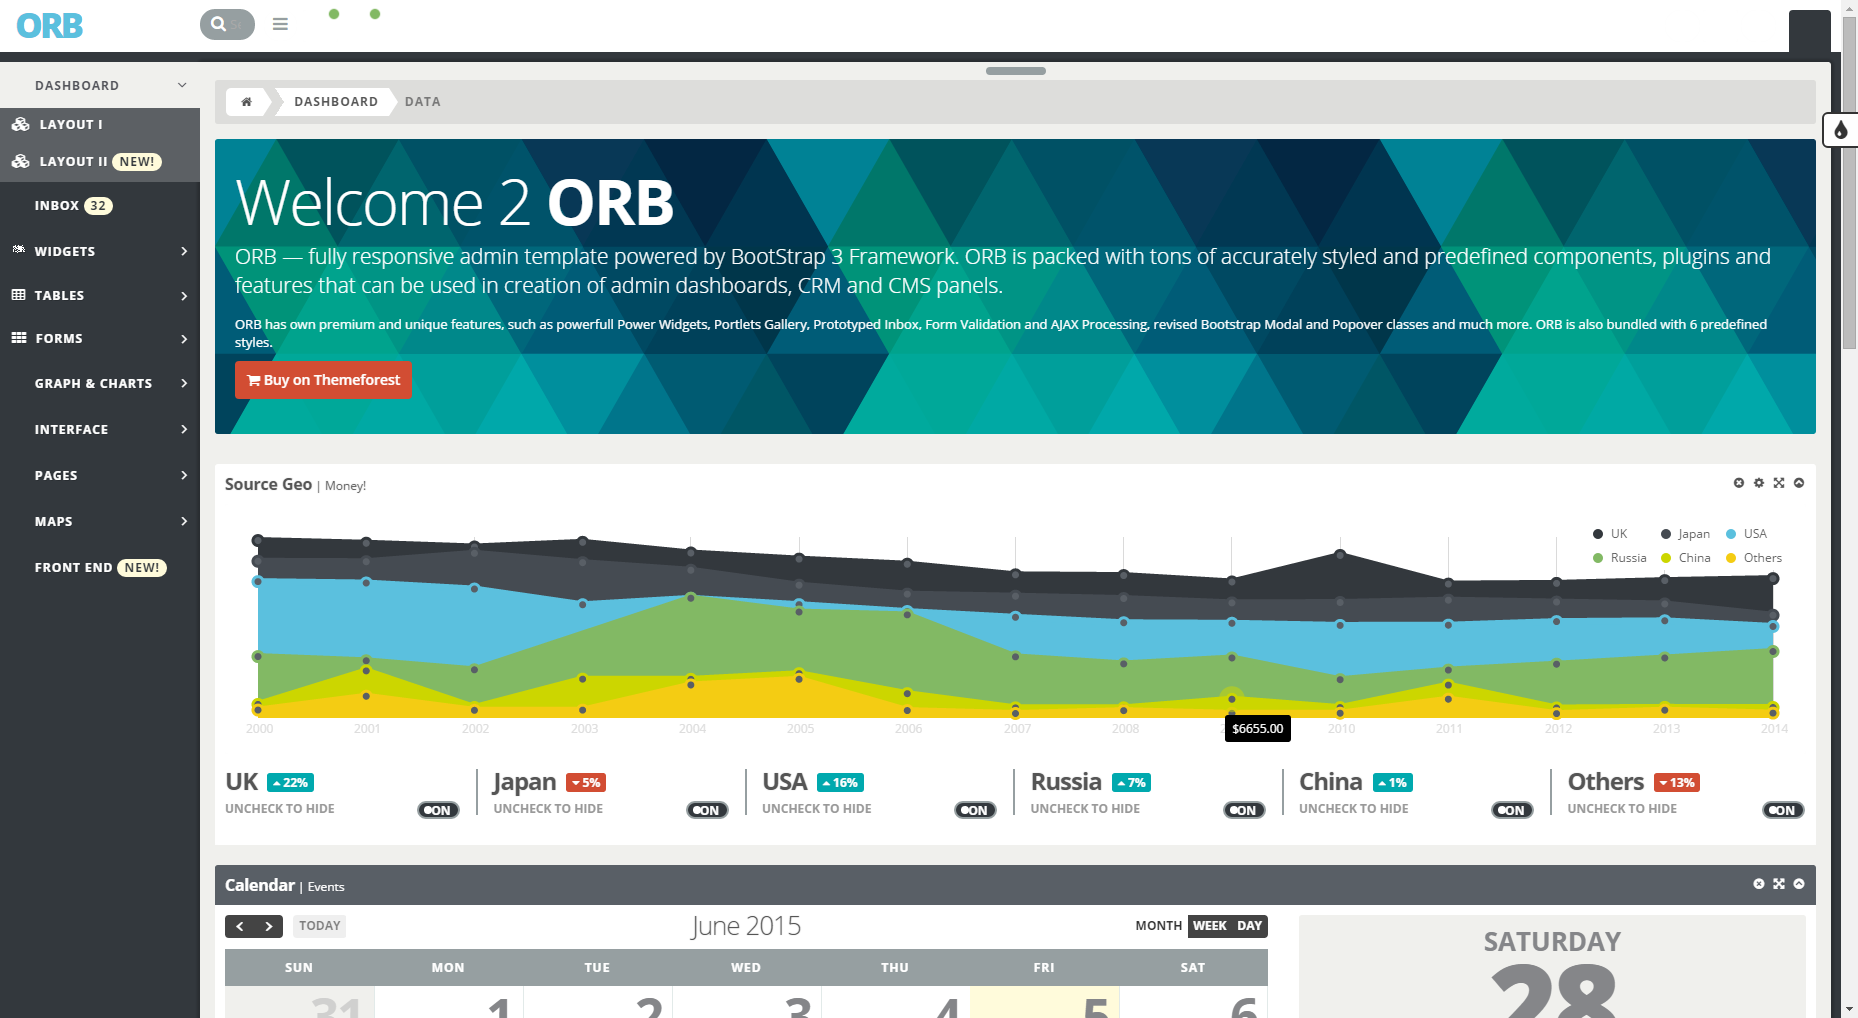 ORB
DASHBOARD
LAYOUT I
LAYOUT II NEW!
INBOX 32
WIDGETS
TABLES
FORMS
GRAPH & CHARTS
INTERFACE
PAGES
MAPS
FRONT END NEW!
DASHBOARD DATA
Welcome 2 ORB
ORB — fully responsive admin template powered by BootStrap 3 Framework. ORB is packed with tons of accurately styled and predefined components, plugins and
features that can be used in creation of admin dashboards, CRM and CMS panels.
ORB has own premium and unique features, such as powerfull Power Widgets, Portlets Gallery, Prototyped Inbox, Form Validation and AJAX Processing, revised Bootstrap Modal and Popover classes and much more. ORB is also bundled with 6 predefined
styles.
Buy on Themeforest
Source Geo | Money!
UK Japan USA
Russia China Others
2000 2001 2002 2003 2004 2005 2006 2007 2008 2010 2011 2012 2013 2014
$6655.00
UK 22% Japan 5% USA 16% Russia 7% China 1% Others 13%
UNCHECK TO HIDE ON UNCHECK TO HIDE ON UNCHECK TO HIDE ON UNCHECK TO HIDE ON UNCHECK TO HIDE ON UNCHECK TO HIDE ON
Calendar | Events
TODAY June 2015 MONTH WEEK DAY
SUN MON TUE WED THU FRI SAT
31 1 2 3 4 5 6
SATURDAY
28